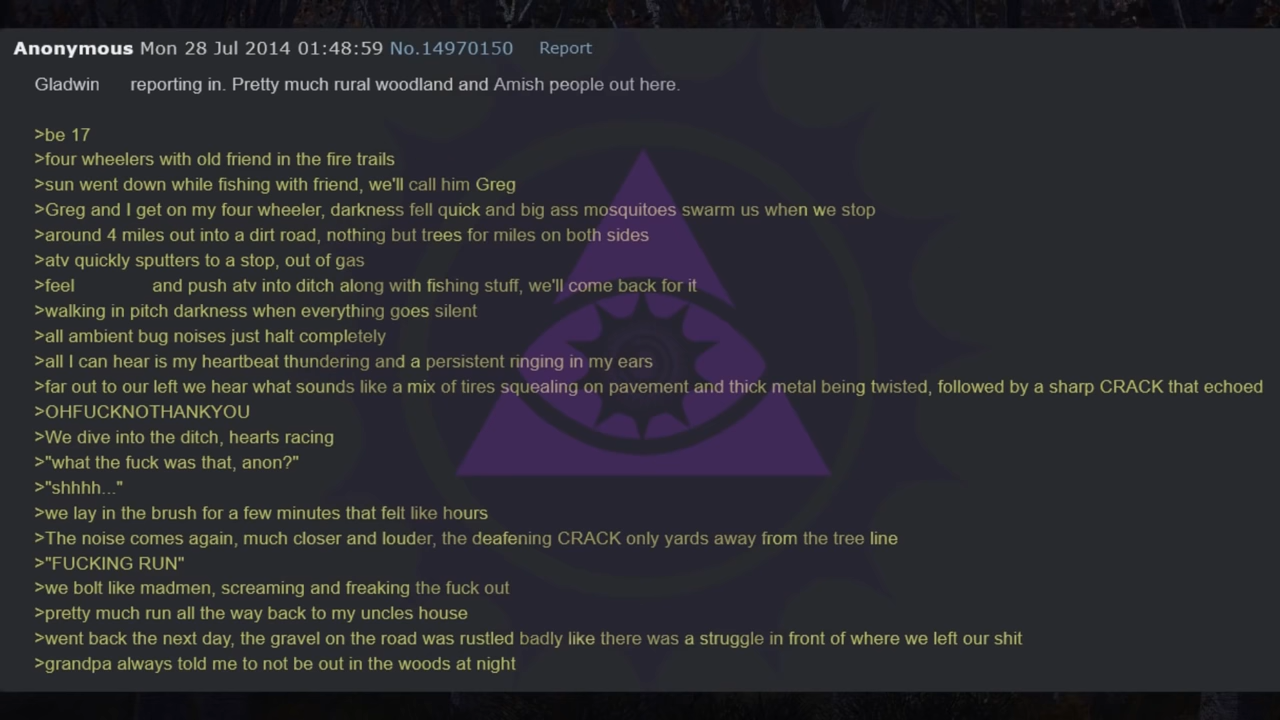 Anonymous Mon 28 Jul 2014 01:48:59 No.14970150 Report
Gladwin reporting in. Pretty much rural woodland and Amish people out here.
>be 17
>four wheelers with old friend in the fire trails
>sun went down while fishing with friend, we'll call him Greg
>Greg and I get on my four wheeler, darkness fell quick and big ass mosquitoes swarm us when we stop
>around 4 miles out into a dirt road, nothing but trees for miles on both sides
>atv quickly sputters to a stop, out of gas
>feel and push atv into ditch along with fishing stuff, we'll come back for it
>walking in pitch darkness when everything goes silent
>all ambient bug noises just halt completely
>all I can hear is my heartbeat thundering and a persistent ringing in my ears
>far out to our left we hear what sounds like a mix of tires squealing on pavement and thick metal being twisted, followed by a sharp CRACK that echoed
>OHFUCKNOTHANKYOU
>We dive into the ditch, hearts racing
>"what the fuck was that, anon?"
>"shhhh..."
>we lay in the brush for a few minutes that felt like hours
>The noise comes again, much closer and louder, the deafening CRACK only yards away from the tree line
>"FUCKING RUN"
>we bolt like madmen, screaming and freaking the fuck out
>pretty much run all the way back to my uncles house
>went back the next day, the gravel on the road was rustled badly like there was a struggle in front of where we left our shit
>grandpa always told me to not be out in the woods at night